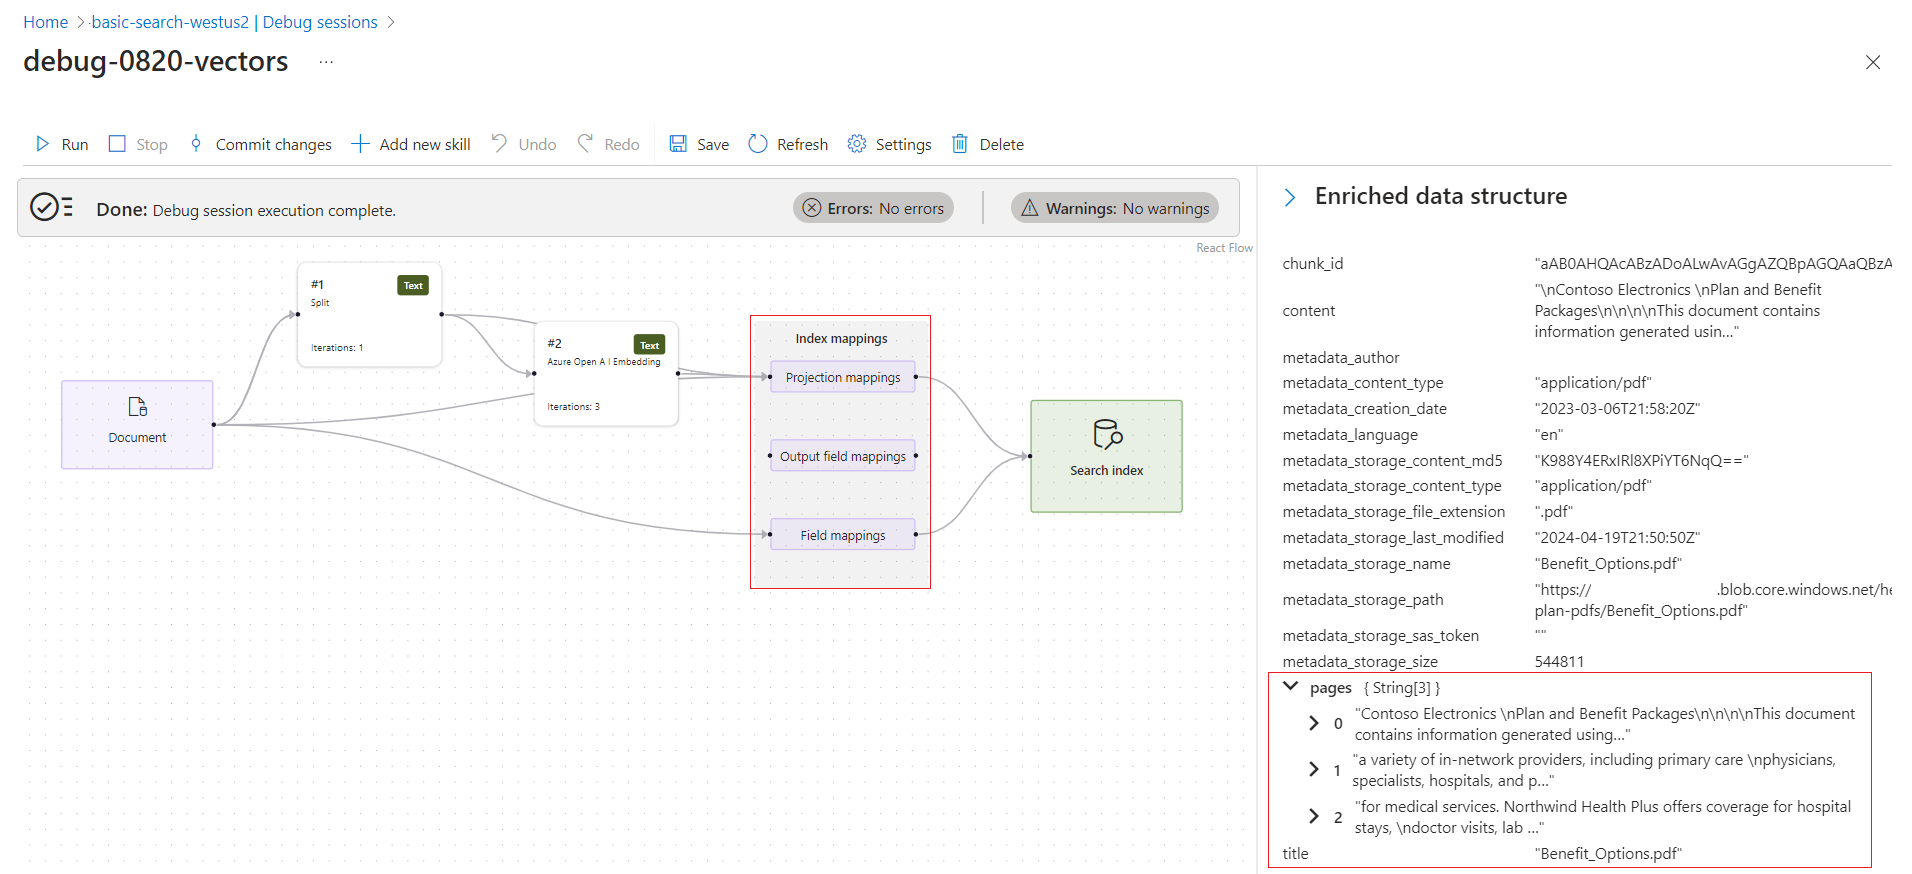 Home > basic-search-westus2 | Debug sessions >
debug-0820-vectors ...
Run Stop Commit changes Add new skill Undo Redo Save Refresh Settings Delete
Done: Debug session execution complete.
Errors: No errors
Warnings: No warnings
React Flow
#1 Text
Split
Iterations: 1
#2 Text
Azure Open A I Embedding
Iterations: 3
Document
Index mappings
Projection mappings
Output field mappings
Field mappings
Search index
Enriched data structure
chunk_id "aAB0AHQAcABzADoALwAvAGgAZQBpAGQAaQBzA
content "\nContoso Electronics \nPlan and Benefit
Packages\n\n\n\nThis document contains
information generated usin..."
metadata_author
metadata_content_type "application/pdf"
metadata_creation_date "2023-03-06T21:58:20Z"
metadata_language "en"
metadata_storage_content_md5 "K988Y4ERxIRl8XPiYT6NqQ=="
metadata_storage_content_type "application/pdf"
metadata_storage_file_extension ".pdf"
metadata_storage_last_modified "2024-04-19T21:50:50Z"
metadata_storage_name "Benefit_Options.pdf"
metadata_storage_path "https:// .blob.core.windows.net/he
plan-pdfs/Benefit_Options.pdf"
metadata_storage_sas_token ""
metadata_storage_size 544811
pages { String[3] }
0 "Contoso Electronics \nPlan and Benefit Packages\n\n\n\nThis document
contains information generated using..."
1 "a variety of in-network providers, including primary care \nphysicians,
specialists, hospitals, and p..."
2 "for medical services. Northwind Health Plus offers coverage for hospital
stays, \ndoctor visits, lab ..."
title "Benefit_Options.pdf"